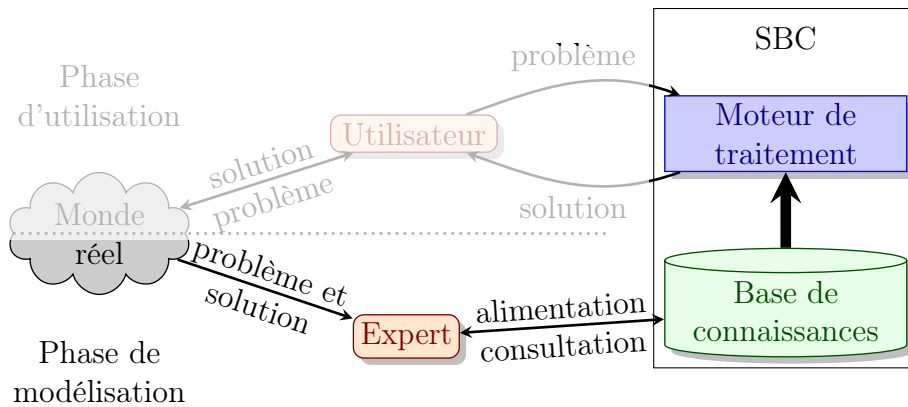 SBC
problème
Phase
d'utilisation
Utilisateur
Moteur de
traitement
solution
problème
solution
Monde
réel
problème et
solution
Base de
connaissances
alimentation
consultation
Expert
Phase de
modélisation